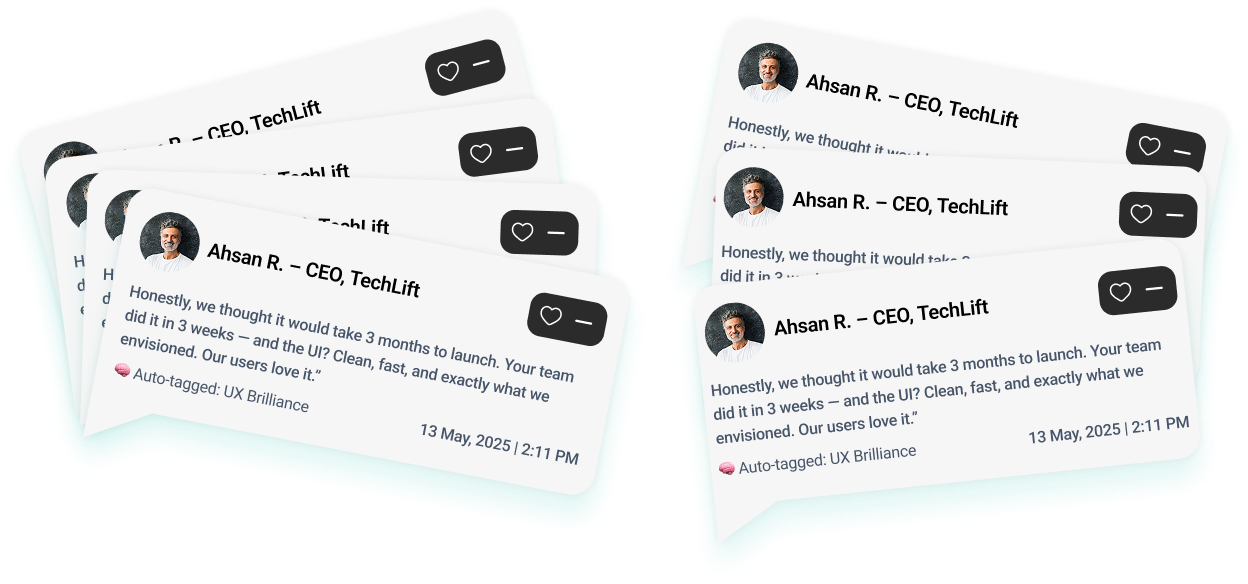 R. – CEO, TechLift
TechLift
TechLift
Ahsan R. – CEO, TechLift
Honestly, we thought it would take 3 months to launch. Your team
did it in 3 weeks — and the UI? Clean, fast, and exactly what we
envisioned. Our users love it.”
🧠 Auto-tagged: UX Brilliance
13 May, 2025 | 2:11 PM
Ahsan R. – CEO, TechLift
Honestly, we thought it would
did it
Ahsan R. – CEO, TechLift
Honestly, we thought it would take
did it in 3
Ahsan R. – CEO, TechLift
Honestly, we thought it would take 3 months to launch. Your team
did it in 3 weeks — and the UI? Clean, fast, and exactly what we
envisioned. Our users love it.”
🧠 Auto-tagged: UX Brilliance
13 May, 2025 | 2:11 PM